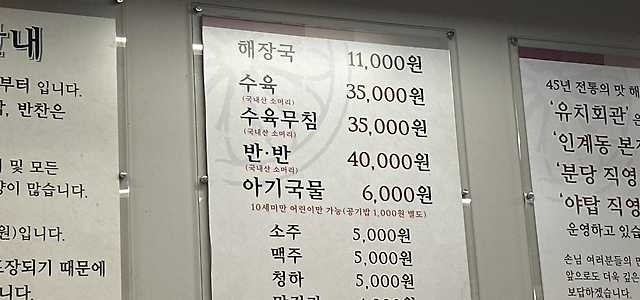 안내
부터 입니다.
반찬은
및 모든
많습니다.
원)입니다.
포장되기 때문에
니다.
해장국 11,000원
수육 35,000원
(국내산 소머리)
수육무침 35,000원
(국내산 소머리)
반·반 40,000원
(국내산 소머리)
아기국물 6,000원
10세미만 어린이만 가능(공기밥 1,000원 별도)
소주 5,000원
맥주 5,000원
청하 5,000원
45년 전통의 맛 해
'유치회관'은
'인계동 본
'분당 직영
'야탑 직영
운영하고 있습
손님 여러분들의
앞으로도 더욱 깊은
보답하겠습니다.